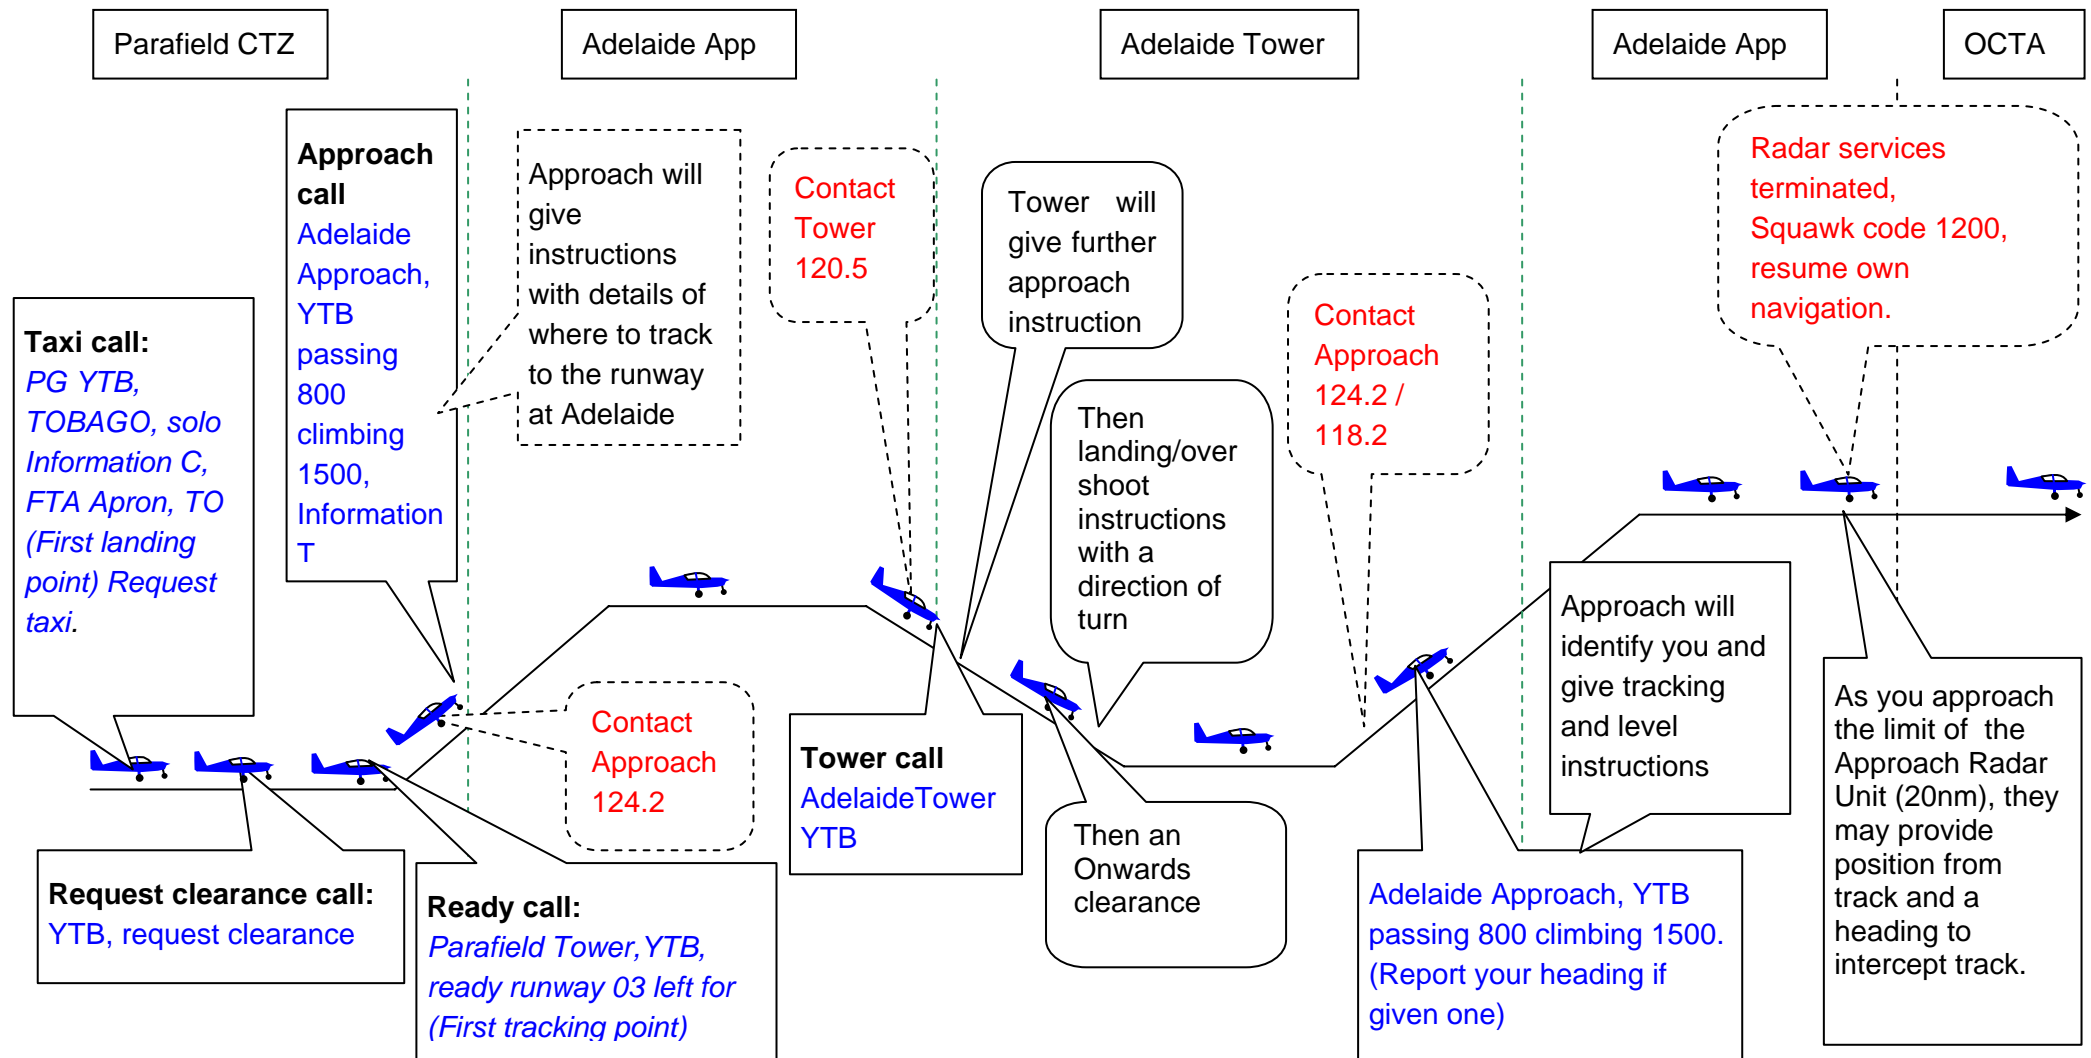 Parafield CTZ
Adelaide App
Adelaide Tower
Adelaide App
OCTA
Taxi call:
PG YTB,
TOBAGO, solo
Information C,
FTA Apron, TO
(First landing
point) Request
taxi.
Approach
call
Adelaide
Approach,
YTB
passing
800
climbing
1500,
Information
T
Approach will
give
instructions
with details of
where to track
to the runway
at Adelaide
Contact
Tower
120.5
Tower will
give further
approach
instruction
Then
landing/over
shoot
instructions
with a
direction of
turn
Contact
Approach
124.2 /
118.2
Radar services
terminated,
Squawk code 1200,
resume own
navigation.
Request clearance call:
YTB, request clearance
Ready call:
Parafield Tower,YTB,
ready runway 03 left for
(First tracking point)
Contact
Approach
124.2
Tower call
AdelaideTower
YTB
Then an
Onwards
clearance
Adelaide Approach, YTB
passing 800 climbing 1500.
(Report your heading if
given one)
Approach will
identify you and
give tracking
and level
instructions
As you approach
the limit of the
Approach Radar
Unit (20nm), they
may provide
position from
track and a
heading to
intercept track.